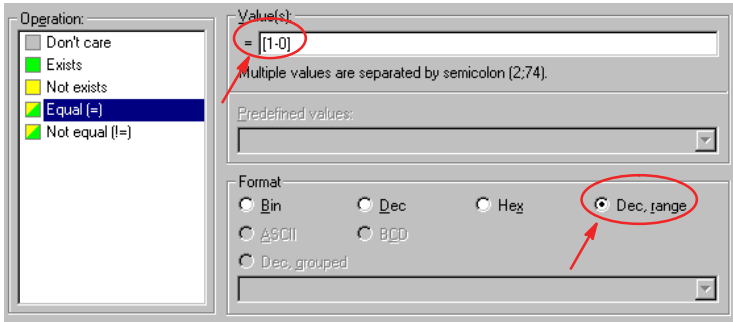 Operation:
Don't care
Exists
Not exists
Equal (=)
Not equal (!=)
Value(s):
= [1-0]
Multiple values are separated by semicolon (2;74).
Predefined values:
Format
Bin
Dec
Hex
Dec, range
ASCII
BCD
Dec, grouped